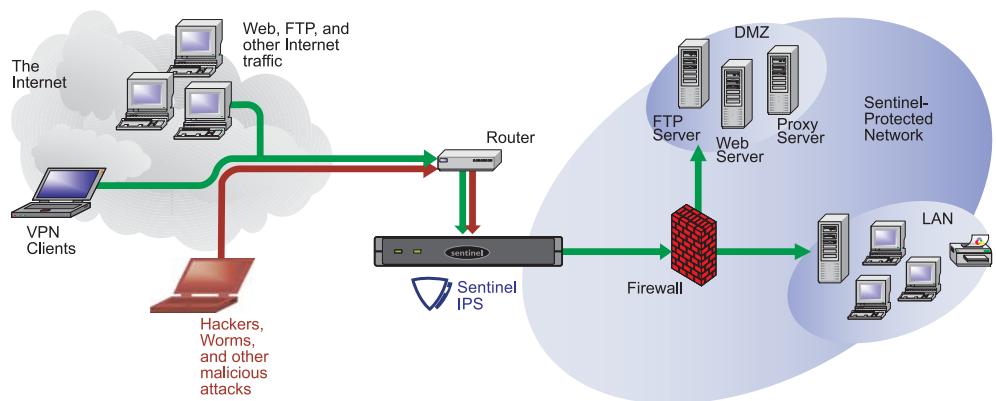 The
Internet
Web, FTP, and
other Internet
traffic
VPN
Clients
Hackers,
Worms,
and other
malicious
attacks
Router
sentinel
Sentinel
IPS
Firewall
DMZ
FTP
Server
Web
Server
Proxy
Server
Sentinel-
Protected
Network
LAN